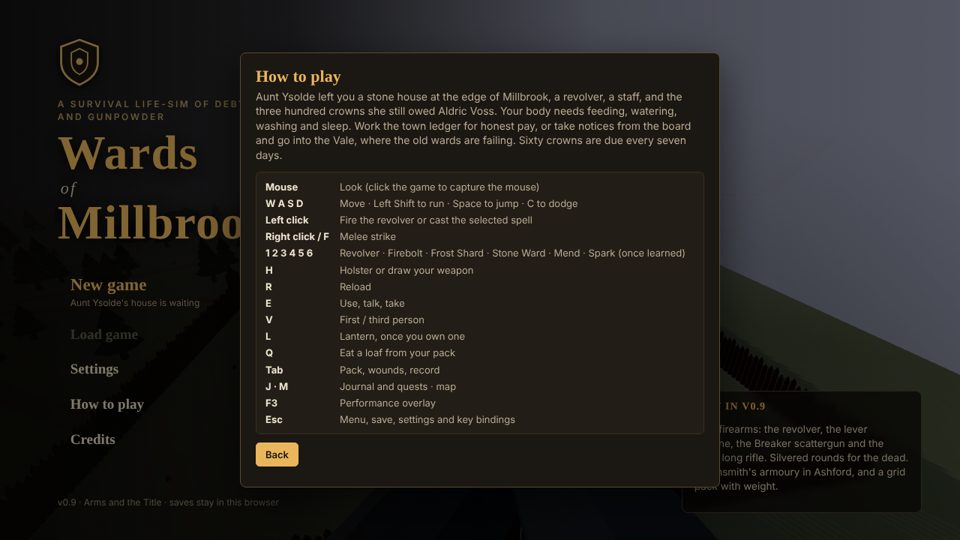 A SURVIVAL LIFE-SIM OF DEBT
AND GUNPOWDER
Wards
of
Millbroo
New game
Aunt Ysolde's house is waiting
Load game
Settings
How to play
Credits
v0.9 · Arms and the Title · saves stay in this browser
How to play
Aunt Ysolde left you a stone house at the edge of Millbrook, a revolver, a staff, and the
three hundred crowns she still owed Aldric Voss. Your body needs feeding, watering,
washing and sleep. Work the town ledger for honest pay, or take notices from the board
and go into the Vale, where the old wards are failing. Sixty crowns are due every seven
days.
Mouse Look (click the game to capture the mouse)
W A S D Move · Left Shift to run · Space to jump · C to dodge
Left click Fire the revolver or cast the selected spell
Right click / F Melee strike
1 2 3 4 5 6 Revolver · Firebolt · Frost Shard · Stone Ward · Mend · Spark (once learned)
H Holster or draw your weapon
R Reload
E Use, talk, take
V First / third person
L Lantern, once you own one
Q Eat a loaf from your pack
Tab Pack, wounds, record
J · M Journal and quests · map
F3 Performance overlay
Esc Menu, save, settings and key bindings
Back
IN V0.9
firearms: the revolver, the lever
the Breaker scattergun and the
long rifle. Silvered rounds for the dead.
armoury in Ashford, and a grid
pack with weight.